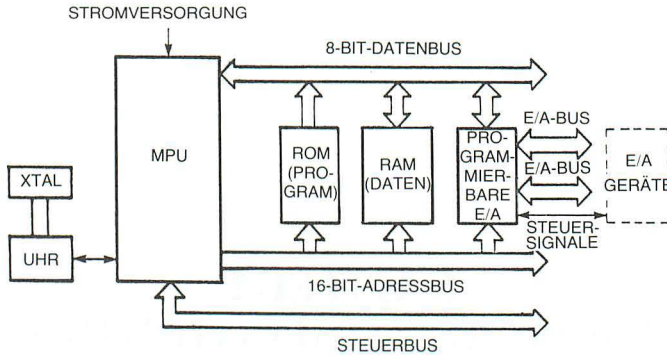 STROMVERSORGUNG
8-BIT-DATENBUS
MPU
XTAL
UHR
ROM
(PRO-
GRAM)
RAM
(DATEN)
PRO-
GRAM-
MIER-
BARE
E/A
E/A-BUS
E/A-BUS
E/A
GERÄTE
STEUER-
SIGNALE
16-BIT-ADRESSBUS
STEUERBUS